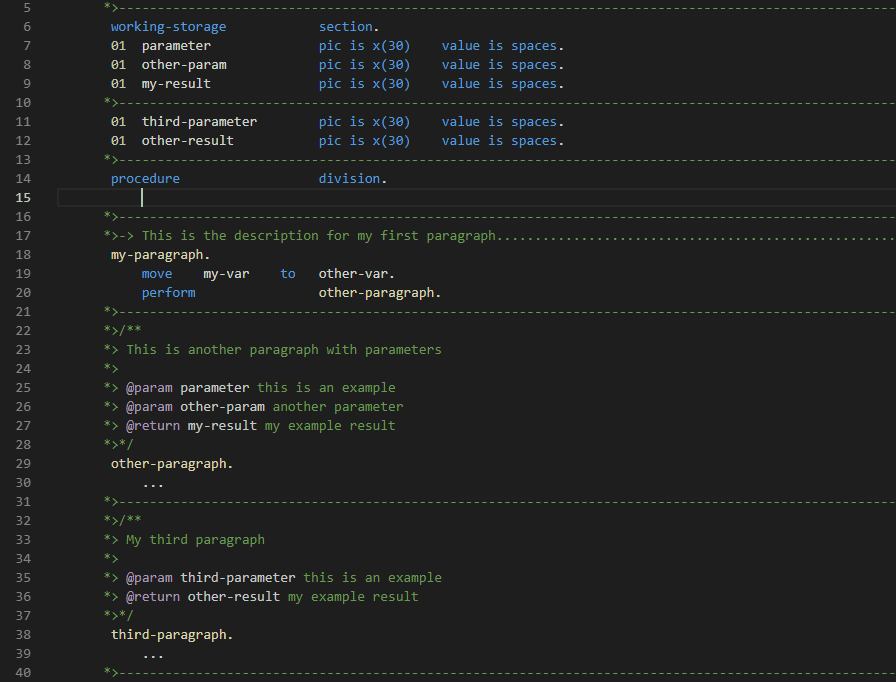 5 *>-----------------------------------------------------------------------------------------------------
6 working-storage section.
7 01 parameter pic is x(30) value is spaces.
8 01 other-param pic is x(30) value is spaces.
9 01 my-result pic is x(30) value is spaces.
10 *>-----------------------------------------------------------------------------------------------------
11 01 third-parameter pic is x(30) value is spaces.
12 01 other-result pic is x(30) value is spaces.
13 *>-----------------------------------------------------------------------------------------------------
14 procedure division.
15
16 *>-----------------------------------------------------------------------------------------------------
17 *>-> This is the description for my first paragraph....................................................
18 my-paragraph.
19 move my-var to other-var.
20 perform other-paragraph.
21 *>-----------------------------------------------------------------------------------------------------
22 *>/**
23 *> This is another paragraph with parameters
24 *>
25 *> @param parameter this is an example
26 *> @param other-param another parameter
27 *> @return my-result my example result
28 *>*/
29 other-paragraph.
30 ...
31 *>-----------------------------------------------------------------------------------------------------
32 *>/**
33 *> My third paragraph
34 *>
35 *> @param third-parameter this is an example
36 *> @return other-result my example result
37 *>*/
38 third-paragraph.
39 ...
40 *>-----------------------------------------------------------------------------------------------------